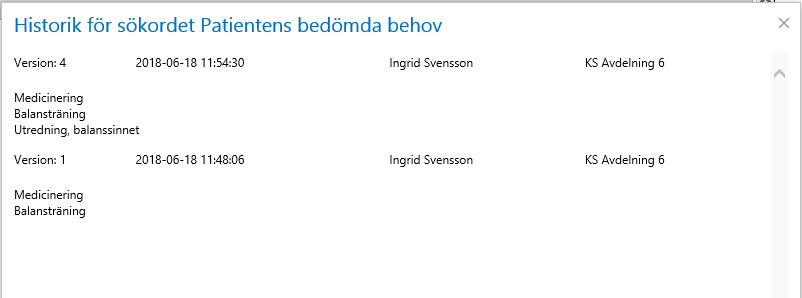 Historik för sökordet Patientens bedömda behov
Version: 4 2018-06-18 11:54:30 Ingrid Svensson KS Avdelning 6
Medicinering
Balansträning
Utredning, balanssinnet
Version: 1 2018-06-18 11:48:06 Ingrid Svensson KS Avdelning 6
Medicinering
Balansträning